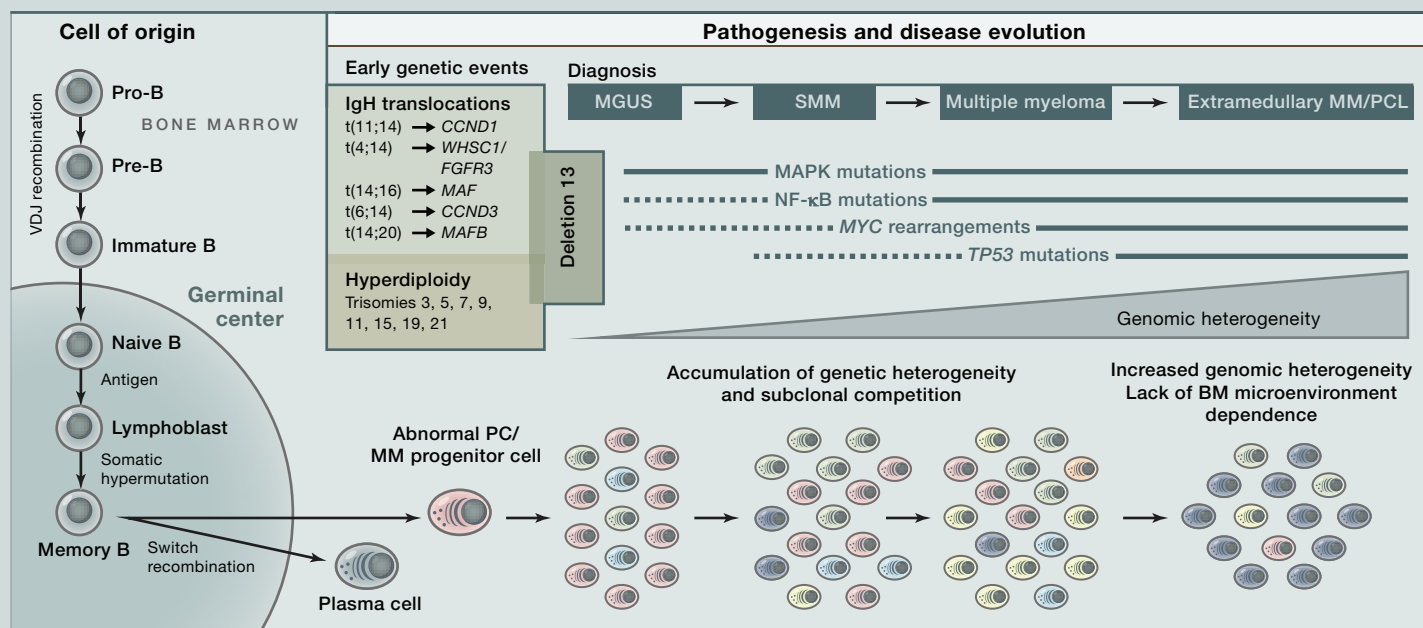 Cell of origin
Pro-B
VDJ recombination
BONE MARROW
Pre-B
Immature B
Germinal
center
Naive B
Antigen
Lymphoblast
Somatic
hypermutation
Memory B
Switch
recombination
Plasma cell
Pathogenesis and disease evolution
Early genetic events
IgH translocations
t(11;14) → CCND1
t(4;14) → WHSC1/
FGFR3
t(14;16) → MAF
t(6;14) → CCND3
t(14;20) → MAFB
Hyperdiploidy
Trisomies 3, 5, 7, 9,
11, 15, 19, 21
Deletion 13
Diagnosis
MGUS → SMM → Multiple myeloma → Extramedullary MM/PCL
MAPK mutations
NF-κB mutations
MYC rearrangements
TP53 mutations
Genomic heterogeneity
Abnormal PC/
MM progenitor cell
Accumulation of genetic heterogeneity
and subclonal competition
Increased genomic heterogeneity
Lack of BM microenvironment
dependence